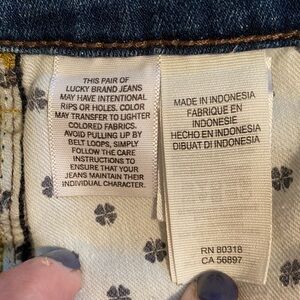 THIS PAIR OF
LUCKY BRAND JEANS
MAY HAVE INTENTIONAL
RIPS OR HOLES. COLOR
MAY TRANSFER TO LIGHTER
COLORED FABRICS.
AVOID PULLING UP BY
BELT LOOPS, SIMPLY
FOLLOW THE CARE
INSTRUCTIONS TO
ENSURE THAT YOUR
JEANS MAINTAIN THEIR
INDIVIDUAL CHARACTER.
MADE IN INDONESIA
FABRIQUE EN
INDONESIE
HECHO EN INDONESIA
DIBUAT DI INDONESIA
RN 80318
CA 56897